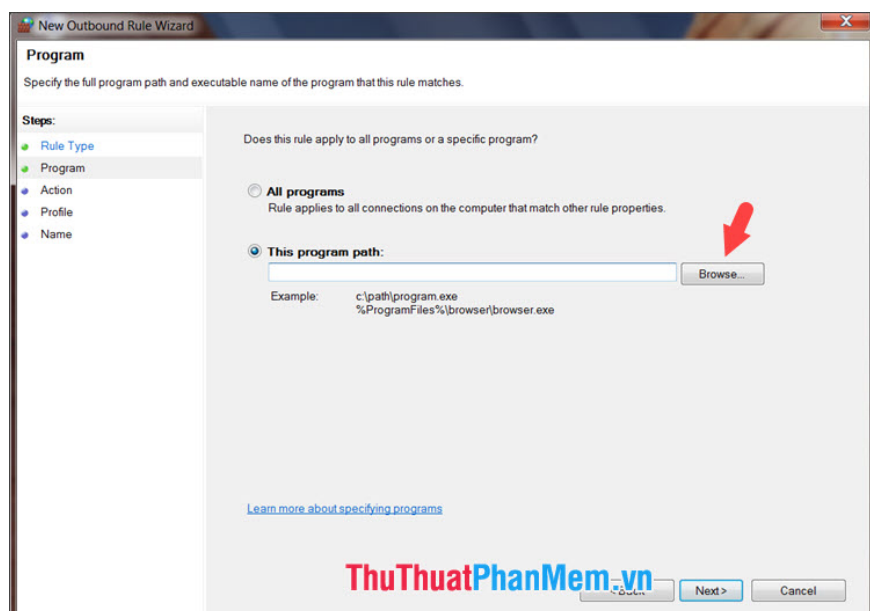 New Outbound Rule Wizard
Program
Specify the full program path and executable name of the program that this rule matches.
Steps:
Rule Type
Program
Action
Profile
Name
Does this rule apply to all programs or a specific program?
All programs
Rule applies to all connections on the computer that match other rule properties.
This program path:
Browse...
Example:
c:\path\program.exe
%ProgramFiles%\browser\browser.exe
Learn more about specifying programs
ThuThuatPhanMem.vn
Next >
Cancel